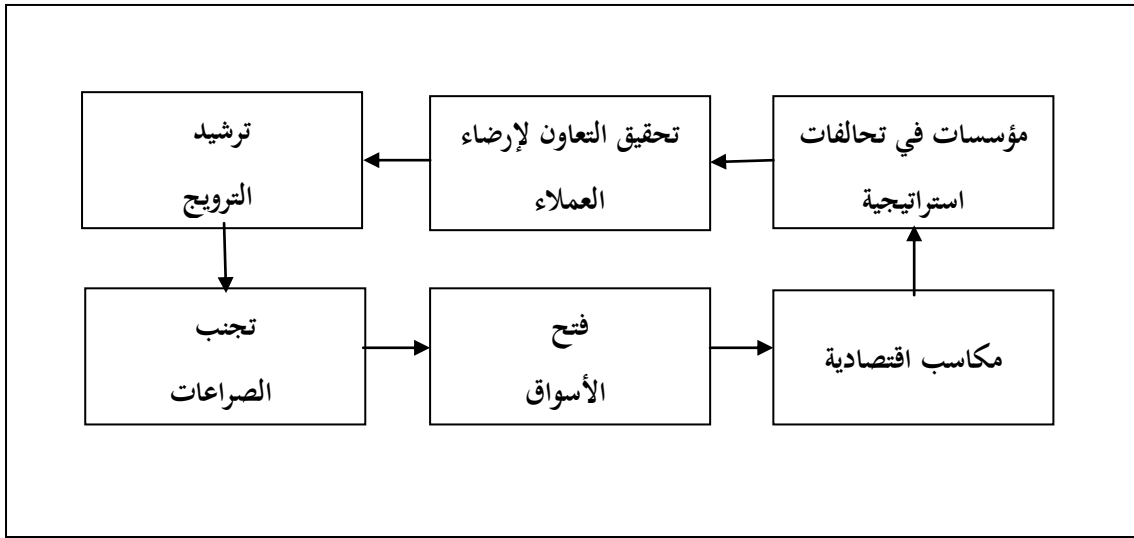 مؤسسات في تحالفات
استراتيجية
تحقيق التعاون لإرضاء
العملاء
ترشيد
الترويج
تجنب
الصراعات
فتح
الأسواق
مكاسب اقتصادية